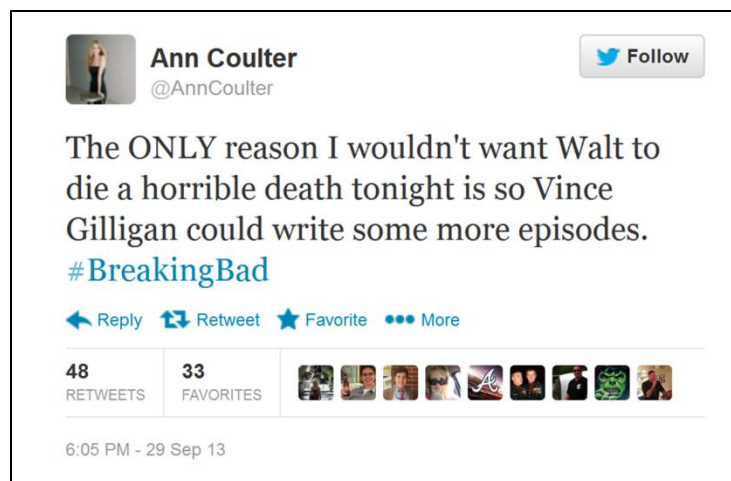 Ann Coulter
@AnnCoulter
Follow
The ONLY reason I wouldn't want Walt to
die a horrible death tonight is so Vince
Gilligan could write some more episodes.
#BreakingBad
Reply Retweet Favorite More
48 33
RETWEETS FAVORITES
6:05 PM - 29 Sep 13